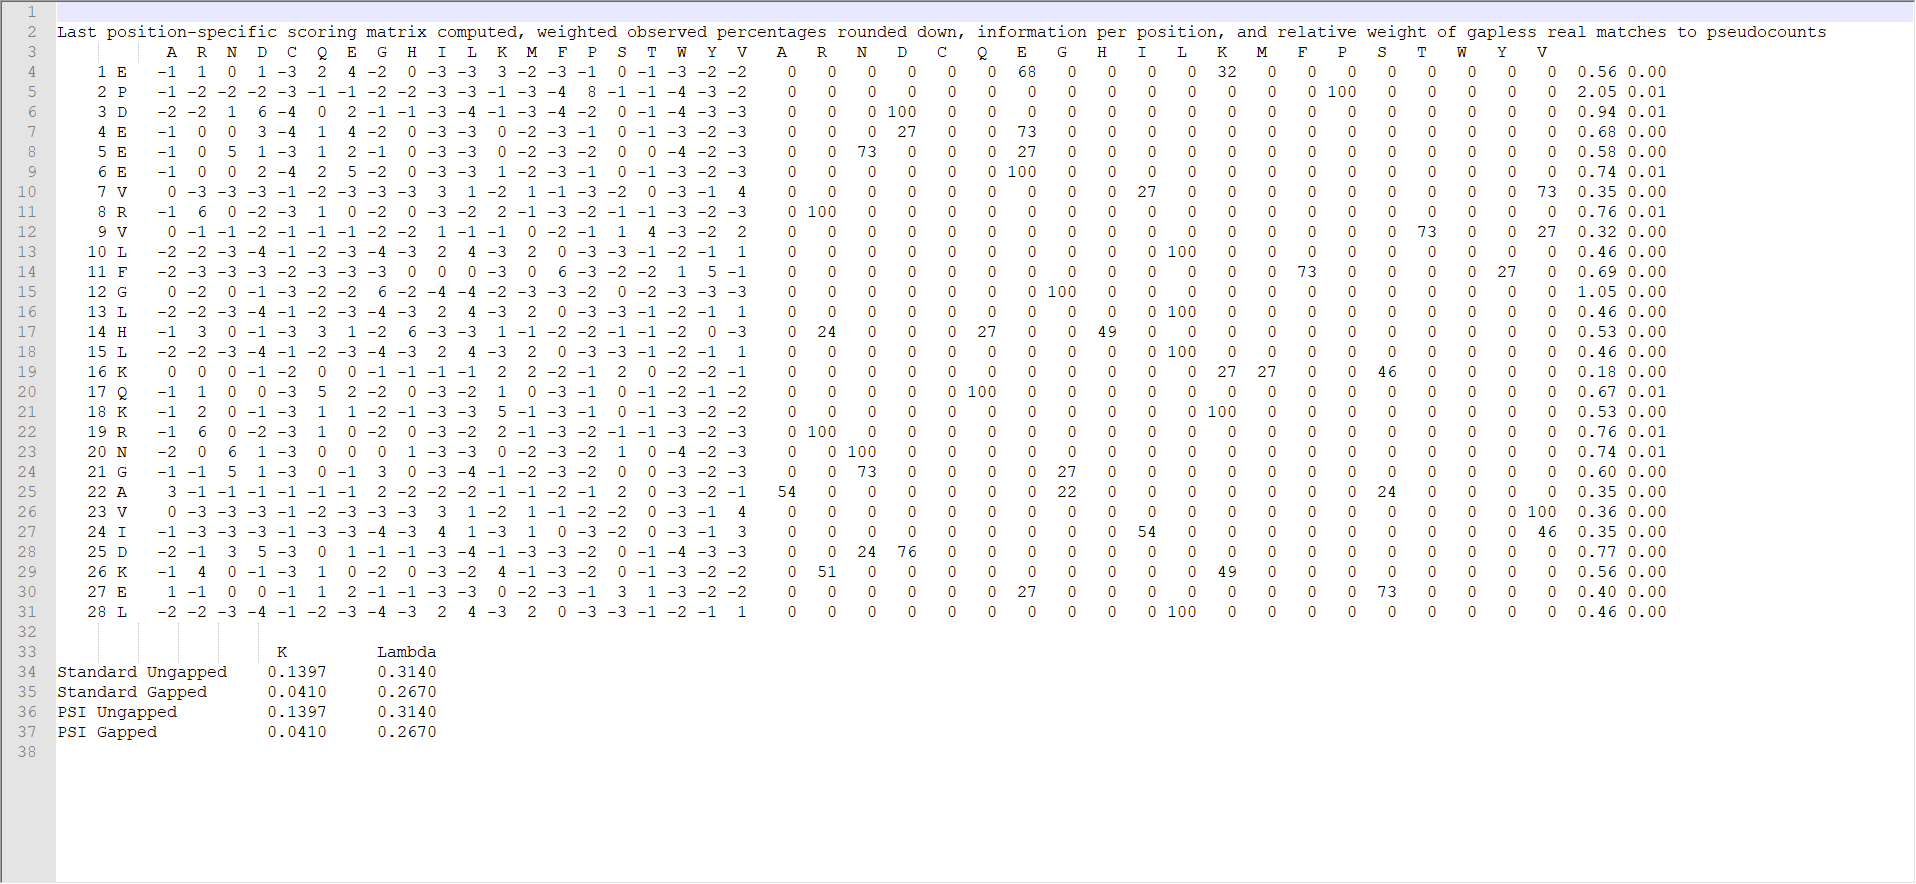 1
2 Last position-specific scoring matrix computed, weighted observed percentages rounded down, information per position, and relative weight of gapless real matches to pseudocounts
3 A R N D C Q E G H I L K M F P S T W Y V A R N D C Q E G H I L K M F P S T W Y V
4 1 E -1 1 0 1 -3 2 4 -2 0 -3 -3 3 -2 -3 -1 0 -1 -3 -2 -2 0 0 0 0 0 0 68 0 0 0 0 32 0 0 0 0 0 0 0 0 0.56 0.00
5 2 P -1 -2 -2 -2 -3 -1 -1 -2 -2 -3 -3 -1 -3 -4 8 -1 -1 -4 -3 -2 0 0 0 0 0 0 0 0 0 0 0 0 0 0 100 0 0 0 0 0 2.05 0.01
6 3 D -2 -2 1 6 -4 0 2 -1 -1 -3 -4 -1 -3 -4 -2 0 -1 -4 -3 -3 0 0 0 100 0 0 0 0 0 0 0 0 0 0 0 0 0 0 0 0 0.94 0.01
7 4 E -1 0 0 3 -4 1 4 -2 0 -3 -3 0 -2 -3 -1 0 -1 -3 -2 -3 0 0 0 27 0 0 73 0 0 0 0 0 0 0 0 0 0 0 0 0 0.68 0.00
8 5 E -1 0 5 1 -3 1 2 -1 0 -3 -3 0 -2 -3 -2 0 0 -4 -2 -3 0 0 73 0 0 0 27 0 0 0 0 0 0 0 0 0 0 0 0 0 0.58 0.00
9 6 E -1 0 0 2 -4 2 5 -2 0 -3 -3 1 -2 -3 -1 0 -1 -3 -2 -3 0 0 0 0 0 0 100 0 0 0 0 0 0 0 0 0 0 0 0 0 0.74 0.01
10 7 V 0 -3 -3 -3 -1 -2 -3 -3 -3 3 1 -2 1 -1 -3 -2 0 -3 -1 4 0 0 0 0 0 0 0 0 0 27 0 0 0 0 0 0 0 0 0 73 0.35 0.00
11 8 R -1 6 0 -2 -3 1 0 -2 0 -3 -2 2 -1 -3 -2 -1 -1 -3 -2 -3 0 100 0 0 0 0 0 0 0 0 0 0 0 0 0 0 0 0 0 0 0.76 0.01
12 9 V 0 -1 -1 -2 -1 -1 -1 -2 -2 1 -1 -1 0 -2 -1 1 4 -3 -2 2 0 0 0 0 0 0 0 0 0 0 0 0 0 0 0 0 73 0 0 27 0.32 0.00
13 10 L -2 -2 -3 -4 -1 -2 -3 -4 -3 2 4 -3 2 0 -3 -3 -1 -2 -1 1 0 0 0 0 0 0 0 0 0 0 100 0 0 0 0 0 0 0 0 0 0.46 0.00
14 11 F -2 -3 -3 -3 -2 -3 -3 -3 0 0 0 -3 0 6 -3 -2 -2 1 5 -1 0 0 0 0 0 0 0 0 0 0 0 0 0 73 0 0 0 0 27 0 0.69 0.00
15 12 G 0 -2 0 -1 -3 -2 -2 6 -2 -4 -4 -2 -3 -3 -2 0 -2 -3 -3 -3 0 0 0 0 0 0 0 100 0 0 0 0 0 0 0 0 0 0 0 0 1.05 0.00
16 13 L -2 -2 -3 -4 -1 -2 -3 -4 -3 2 4 -3 2 0 -3 -3 -1 -2 -1 1 0 0 0 0 0 0 0 0 0 0 100 0 0 0 0 0 0 0 0 0 0.46 0.00
17 14 H -1 3 0 -1 -3 3 1 -2 6 -3 -3 1 -1 -2 -2 -1 -1 -2 0 -3 0 24 0 0 0 27 0 0 49 0 0 0 0 0 0 0 0 0 0 0 0.53 0.00
18 15 L -2 -2 -3 -4 -1 -2 -3 -4 -3 2 4 -3 2 0 -3 -3 -1 -2 -1 1 0 0 0 0 0 0 0 0 0 0 100 0 0 0 0 0 0 0 0 0 0.46 0.00
19 16 K 0 0 0 -1 -2 0 0 -1 -1 -1 -1 2 2 -2 -1 2 0 -2 -2 -1 0 0 0 0 0 0 0 0 0 0 0 27 27 0 0 46 0 0 0 0 0.18 0.00
20 17 Q -1 1 0 0 -3 5 2 -2 0 -3 -2 1 0 -3 -1 0 -1 -2 -1 -2 0 0 0 0 0 100 0 0 0 0 0 0 0 0 0 0 0 0 0 0 0.67 0.01
21 18 K -1 2 0 -1 -3 1 1 -2 -1 -3 -3 5 -1 -3 -1 0 -1 -3 -2 -2 0 0 0 0 0 0 0 0 0 0 0 100 0 0 0 0 0 0 0 0 0.53 0.00
22 19 R -1 6 0 -2 -3 1 0 -2 0 -3 -2 2 -1 -3 -2 -1 -1 -3 -2 -3 0 100 0 0 0 0 0 0 0 0 0 0 0 0 0 0 0 0 0 0 0.76 0.01
23 20 N -2 0 6 1 -3 0 0 0 1 -3 -3 0 -2 -3 -2 1 0 -4 -2 -3 0 0 100 0 0 0 0 0 0 0 0 0 0 0 0 0 0 0 0 0 0.74 0.01
24 21 G -1 -1 5 1 -3 0 -1 3 0 -3 -4 -1 -2 -3 -2 0 0 -3 -2 -3 0 0 73 0 0 0 0 27 0 0 0 0 0 0 0 0 0 0 0 0 0.60 0.00
25 22 A 3 -1 -1 -1 -1 -1 -1 2 -2 -2 -2 -1 -1 -2 -1 2 0 -3 -2 -1 54 0 0 0 0 0 0 22 0 0 0 0 0 0 0 24 0 0 0 0 0.35 0.00
26 23 V 0 -3 -3 -3 -1 -2 -3 -3 -3 3 1 -2 1 -1 -2 -2 0 -3 -1 4 0 0 0 0 0 0 0 0 0 0 0 0 0 0 0 0 0 0 0 100 0.36 0.00
27 24 I -1 -3 -3 -3 -1 -3 -3 -4 -3 4 1 -3 1 0 -3 -2 0 -3 -1 3 0 0 0 0 0 0 0 0 0 54 0 0 0 0 0 0 0 0 0 46 0.35 0.00
28 25 D -2 -1 3 5 -3 0 1 -1 -1 -3 -4 -1 -3 -3 -2 0 -1 -4 -3 -3 0 0 24 76 0 0 0 0 0 0 0 0 0 0 0 0 0 0 0 0 0.77 0.00
29 26 K -1 4 0 -1 -3 1 0 -2 0 -3 -2 4 -1 -3 -2 0 -1 -3 -2 -2 0 51 0 0 0 0 0 0 0 0 0 49 0 0 0 0 0 0 0 0 0.56 0.00
30 27 E 1 -1 0 0 -1 1 2 -1 -1 -3 -3 0 -2 -3 -1 3 1 -3 -2 -2 0 0 0 0 0 0 27 0 0 0 0 0 0 0 0 73 0 0 0 0 0.40 0.00
31 28 L -2 -2 -3 -4 -1 -2 -3 -4 -3 2 4 -3 2 0 -3 -3 -1 -2 -1 1 0 0 0 0 0 0 0 0 0 0 100 0 0 0 0 0 0 0 0 0 0.46 0.00
32
33 K Lambda
34 Standard Ungapped 0.1397 0.3140
35 Standard Gapped 0.0410 0.2670
36 PSI Ungapped 0.1397 0.3140
37 PSI Gapped 0.0410 0.2670
38